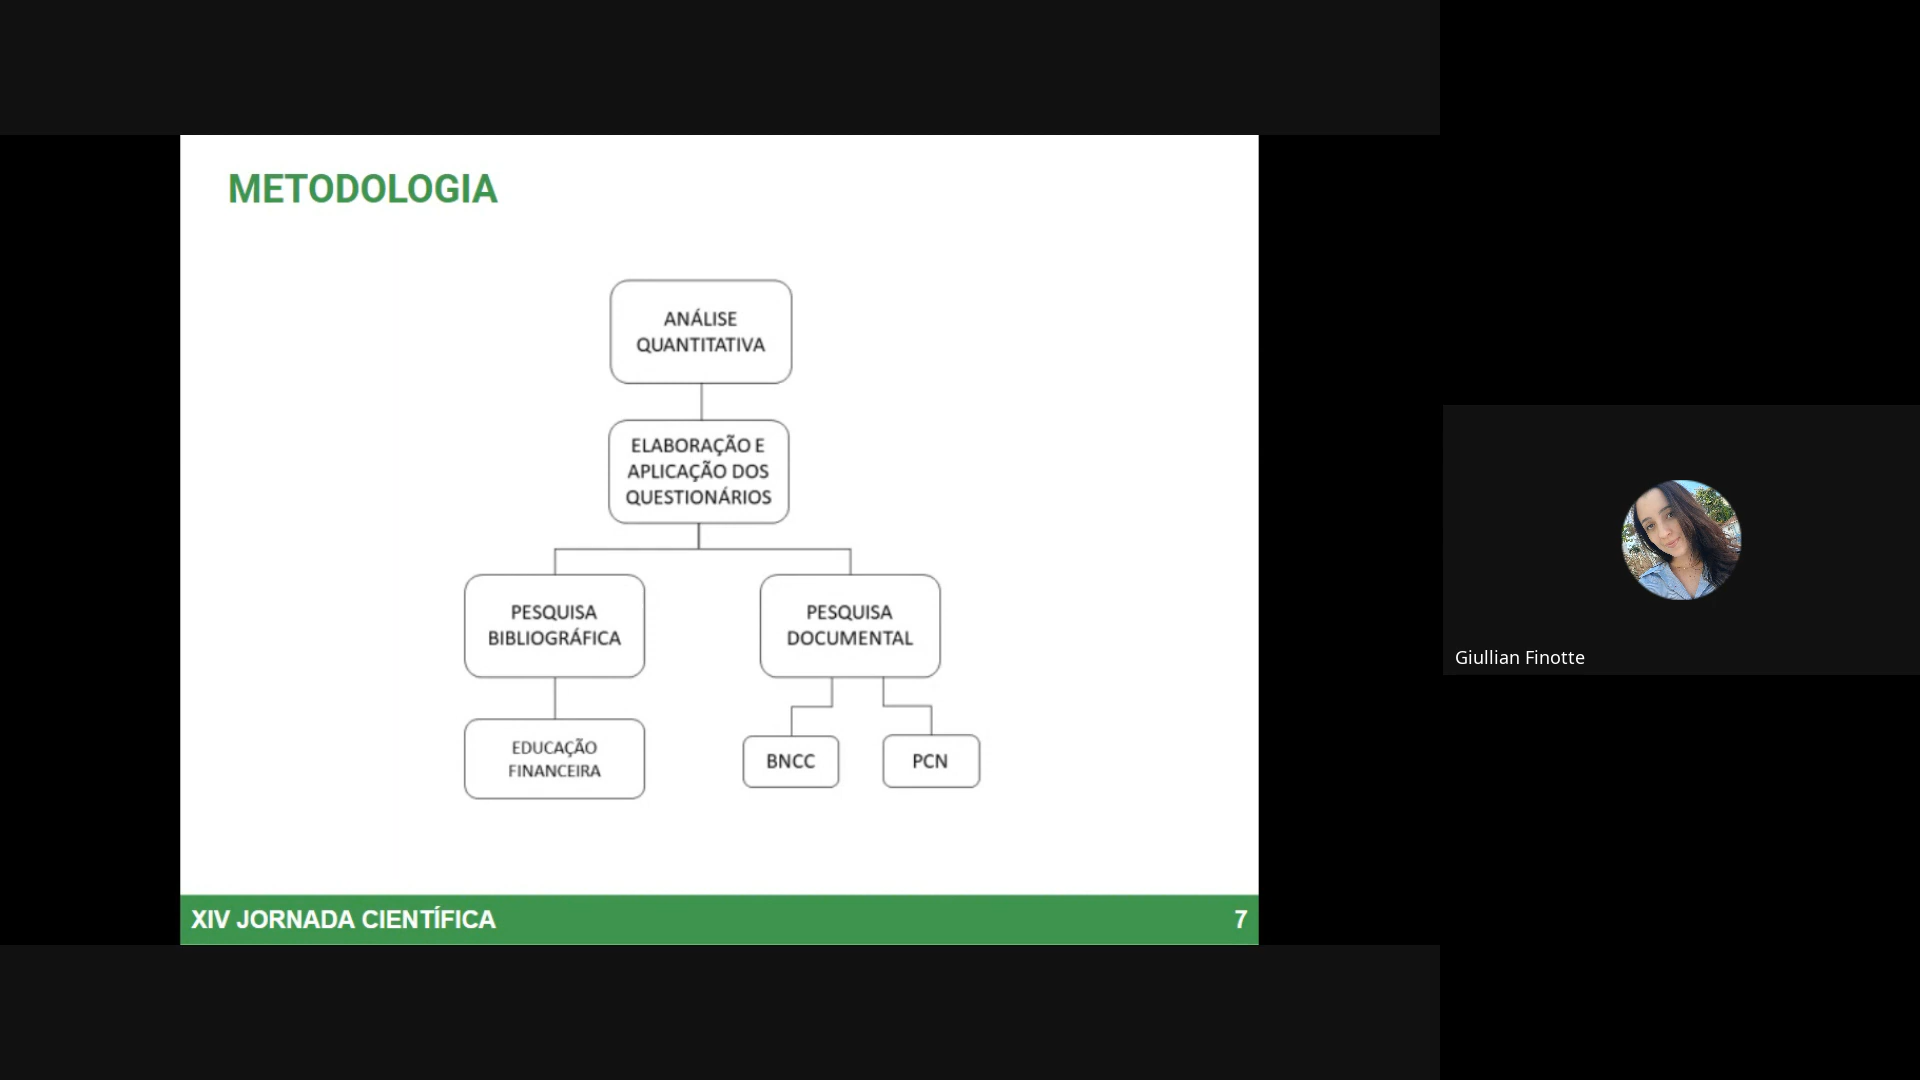 METODOLOGIA
ANÁLISE
QUANTITATIVA
ELABORAÇÃO E
APLICAÇÃO DOS
QUESTIONÁRIOS
PESQUISA
BIBLIOGRÁFICA
PESQUISA
DOCUMENTAL
EDUCAÇÃO
FINANCEIRA
BNCC
PCN
XIV JORNADA CIENTÍFICA
7
Giullian Finotte